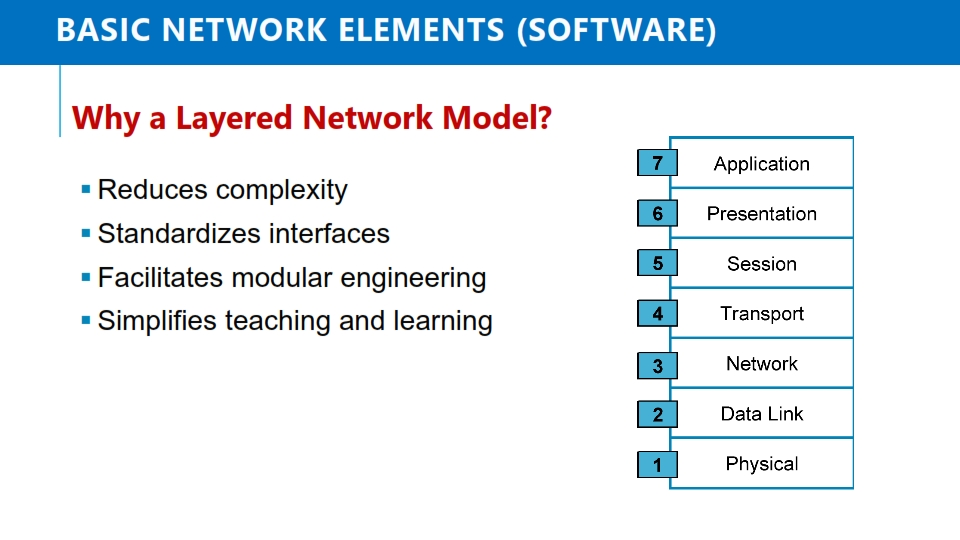 BASIC NETWORK ELEMENTS (SOFTWARE)
Why a Layered Network Model?
▪ Reduces complexity
▪ Standardizes interfaces
▪ Facilitates modular engineering
▪ Simplifies teaching and learning
7 Application
6 Presentation
5 Session
4 Transport
3 Network
2 Data Link
1 Physical